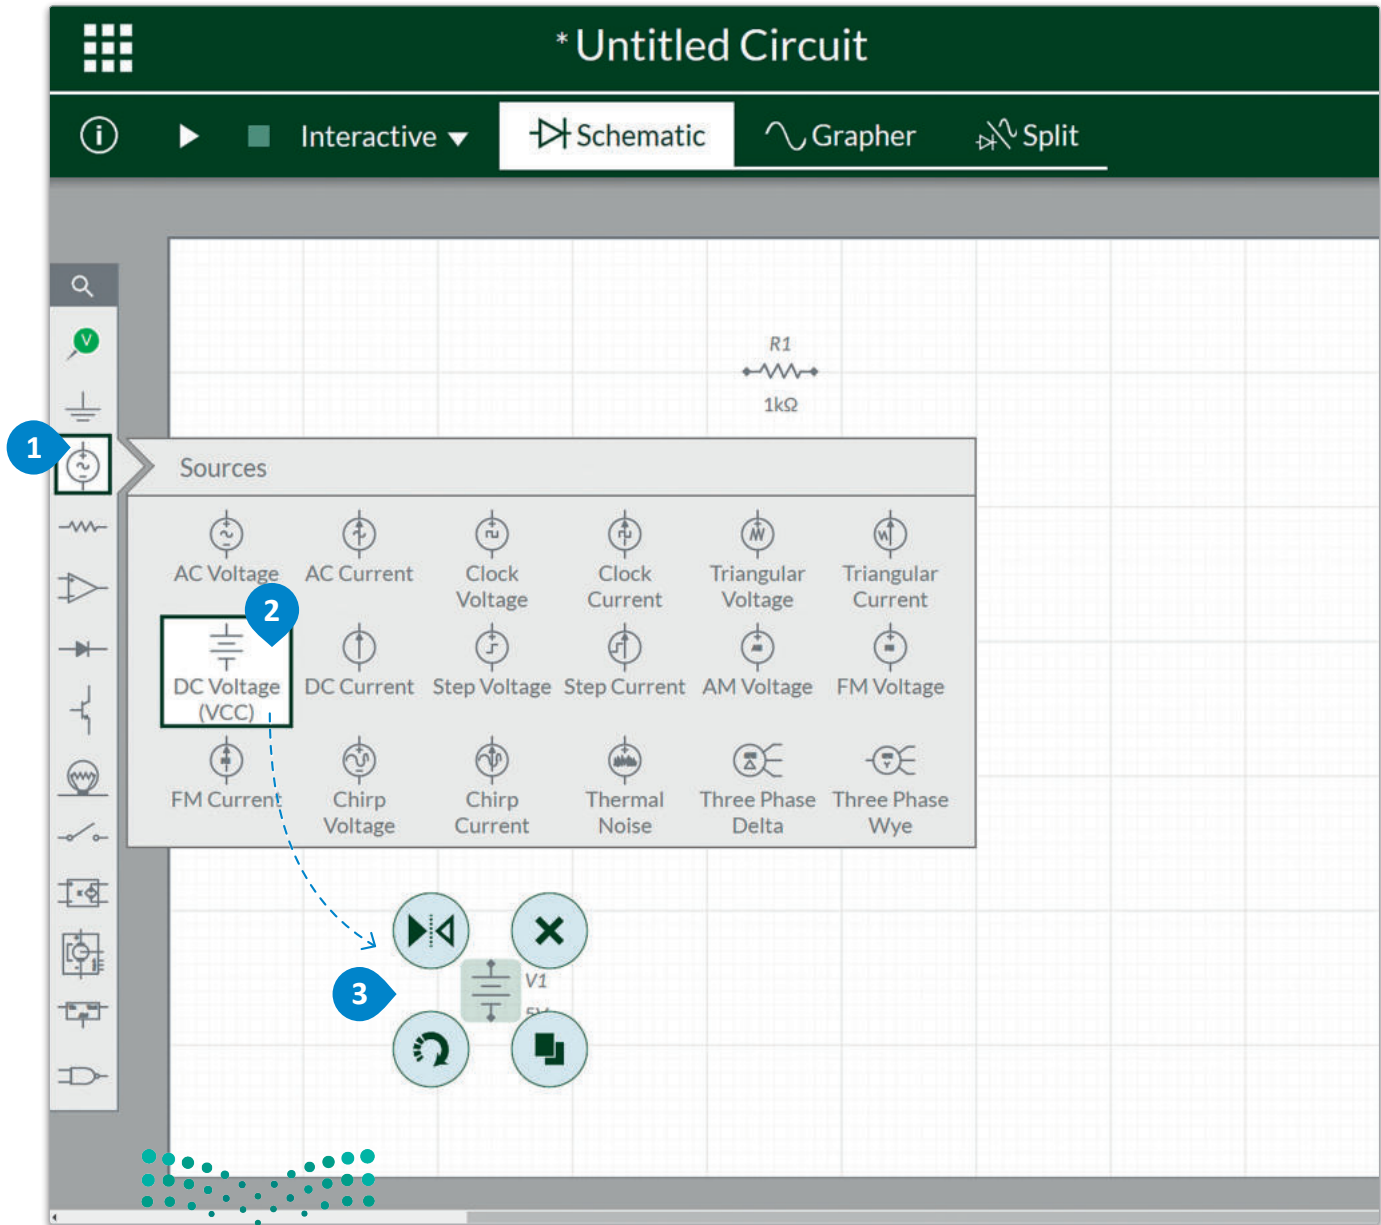 * Untitled Circuit
i
Interactive
Schematic
Grapher
Split
V
R1
1kΩ
1
Sources
AC Voltage
AC Current
Clock
Voltage
Clock
Current
Triangular
Voltage
Triangular
Current
2
DC Voltage
(VCC)
DC Current
Step Voltage
Step Current
AM Voltage
FM Voltage
FM Current
Chirp
Voltage
Chirp
Current
Thermal
Noise
Three Phase
Delta
Three Phase
Wye
3
V1
5V